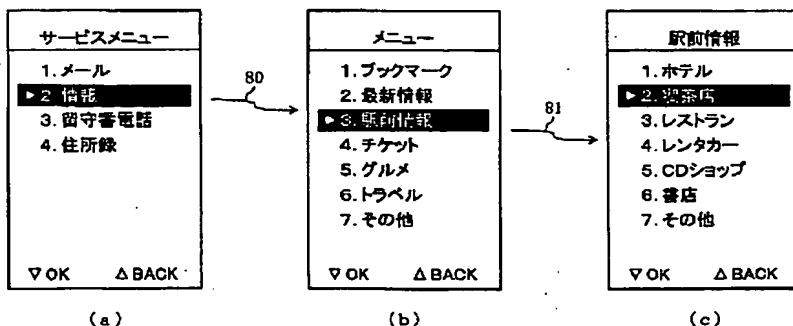 サービスメニュー
1.メール
▶2.情報
3.留守番電話
4.住所録
▽OK △BACK
(a)
80
メニュー
1.ブックマーク
2.最新情報
▶3.駅前情報
4.チケット
5.グルメ
6.トラベル
7.その他
▽OK △BACK
(b)
81
駅前情報
1.ホテル
▶2.喫茶店
3.レストラン
4.レンタカー
5.CDショップ
6.書店
7.その他
▽OK △BACK
(c)